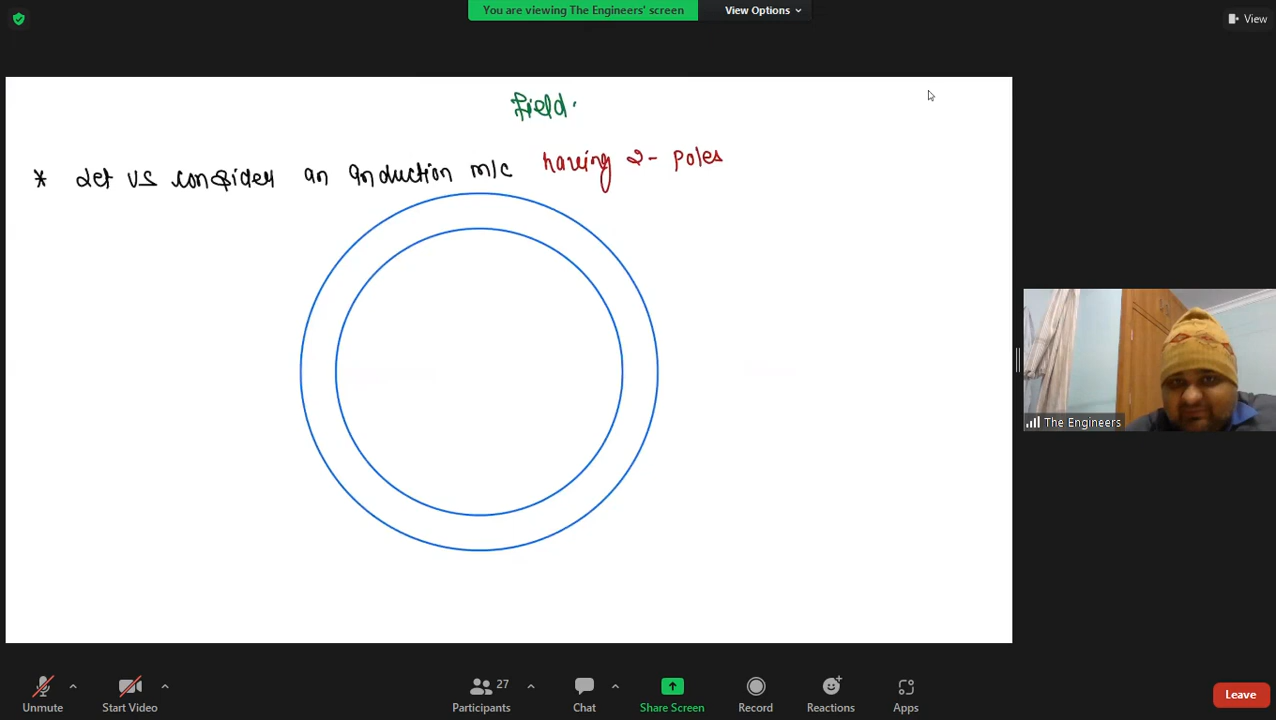 You are viewing The Engineers' screen
View Options
View
Field.
* Let us consider an induction m/c having 2- poles
The Engineers
Unmute
Start Video
27
Participants
Chat
Share Screen
Record
Reactions
Apps
Leave